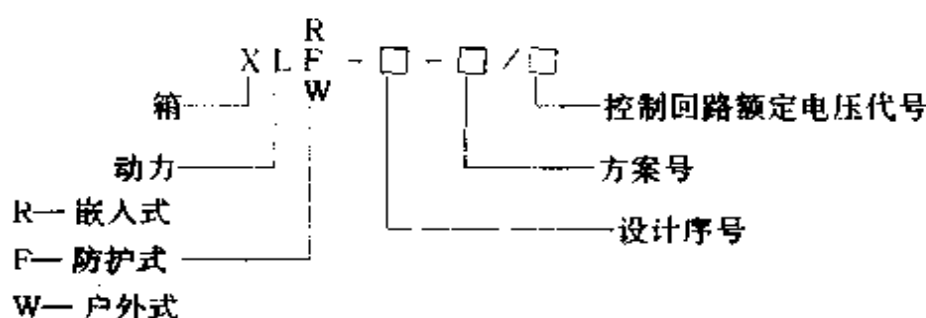 R
X L F - □ - □ / □
W
箱 控制回路额定电压代号
动力 方案号
R— 嵌入式
设计序号
F— 防护式
W— 户外式